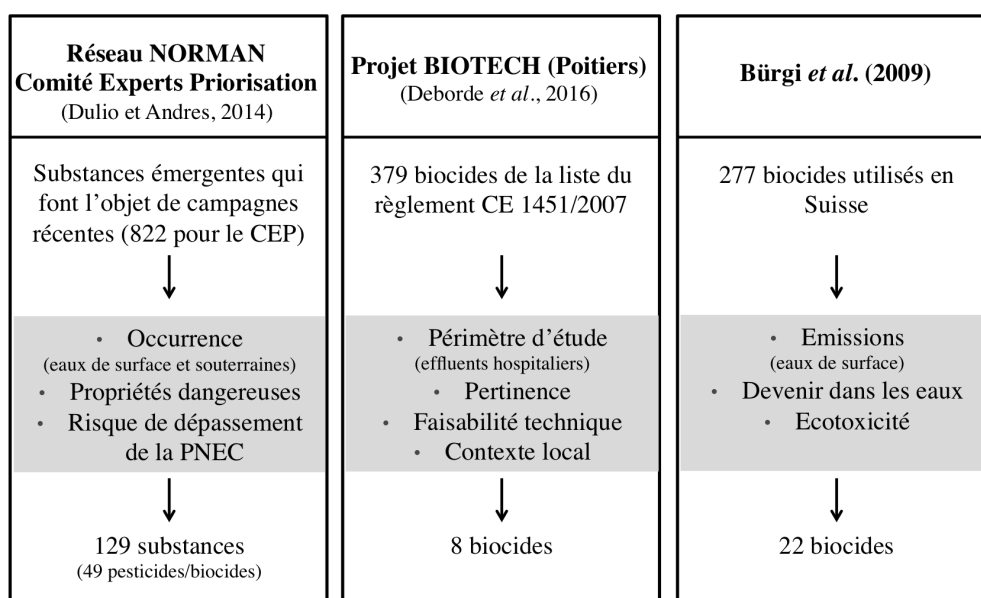 Réseau NORMAN
Comité Experts Priorisation
(Dulio et Andres, 2014)
Substances émergentes qui
font l’objet de campagnes
récentes (822 pour le CEP)
• Occurrence
(eaux de surface et souterraines)
• Propriétés dangereuses
• Risque de dépassement
de la PNEC
129 substances
(49 pesticides/biocides)
Projet BIOTECH (Poitiers)
(Deborde et al., 2016)
379 biocides de la liste du
règlement CE 1451/2007
• Périmètre d’étude
(effluents hospitaliers)
• Pertinence
• Faisabilité technique
• Contexte local
8 biocides
Bürgi et al. (2009)
277 biocides utilisés en
Suisse
• Emissions
(eaux de surface)
• Devenir dans les eaux
• Ecotoxicité
22 biocides